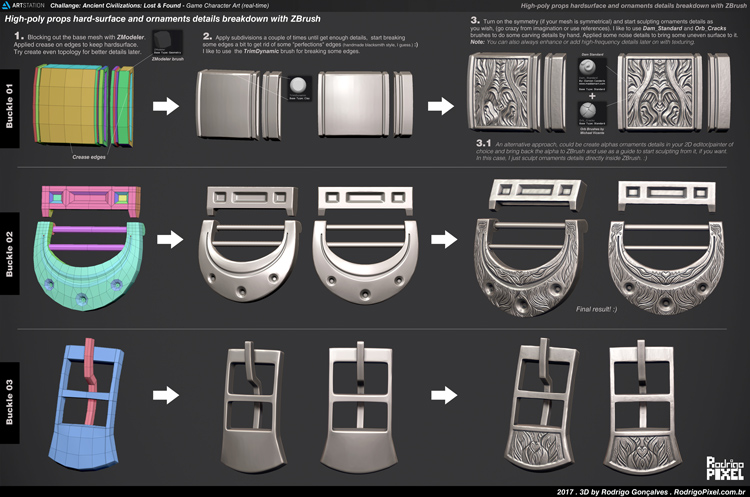 ARTSTATION Challenge: Ancient Civilizations: Lost & Found - Game Character Art (real-time)
High-poly props hardsurface and ornaments details breakdown with ZBrush
High-poly props hard-surface and ornaments details breakdown with ZBrush
1. Blocking out the base mesh with ZModeler.
Applied crease on edges to keep hardsurface.
Try create even topology for better details later.
ZModeler brush
2. Apply subdivisions a couple of times until get enough details, start breaking
some edges a bit to get rid of some "perfections" edges (handmade blacksmith style, I guess ; ;))
I like to use the TrimDynamic brush for breaking some edges.
3. Turn on the symmetry (if your mesh is symmetrical) and start sculpting ornaments details as
you wish, (go crazy from imagination or use references). I like to use Dam_Standard and Orb_Cracks
brushes to do some carving details by hand. Applied some noise details to bring some uneven surface to it.
Note: You can also always enhance or add high-frequency details later on with texturing.
Dam Standard
+
Orb Brushes by
Michael Vicente
Buckle 01
Crease edges
3.1 An alternative approach, could be create alphas ornaments details in your 2D editor/painter of
choice and bring back the alpha to ZBrush and use as a guide to start sculpting from it, if you want.
In this case, I just sculpt ornaments details directly inside ZBrush. :)
Buckle 02
Final result! :)
Buckle 03
Rodrigo
PIXEL
2017 . 3D by Rodrigo Gonçalves . RodrigoPixel.com.br